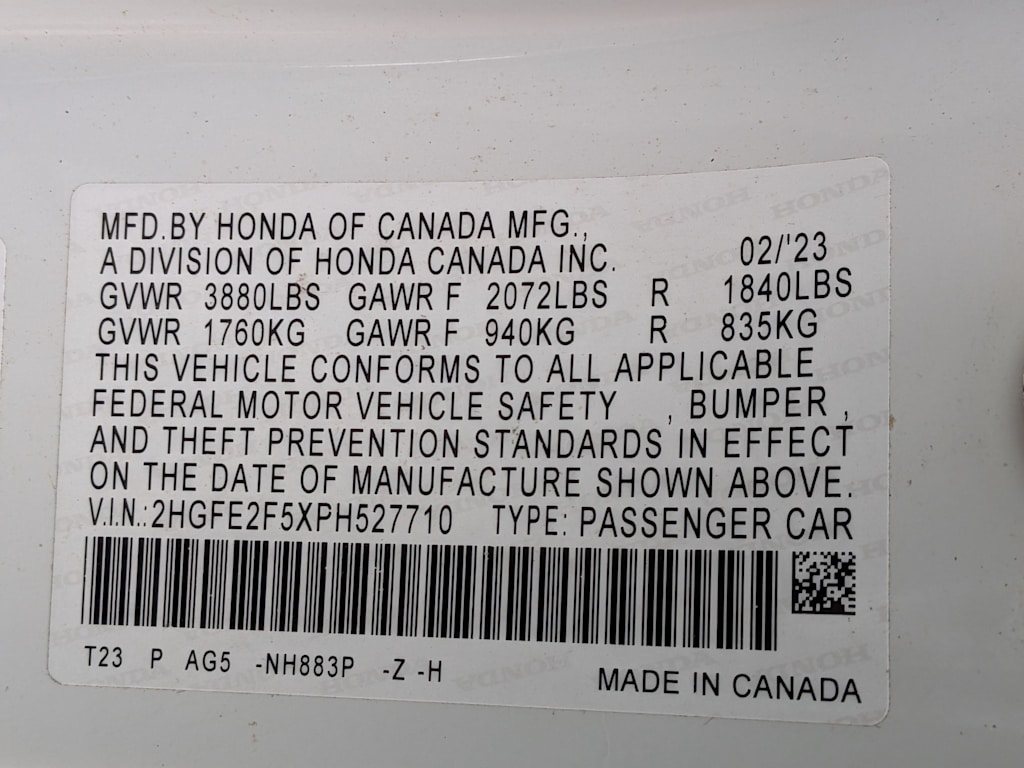 MFD.BY HONDA OF CANADA MFG.,
A DIVISION OF HONDA CANADA INC. 02/'23
GVWR 3880LBS GAWR F 2072LBS R 1840LBS
GVWR 1760KG GAWR F 940KG R 835KG
THIS VEHICLE CONFORMS TO ALL APPLICABLE
FEDERAL MOTOR VEHICLE SAFETY , BUMPER ,
AND THEFT PREVENTION STANDARDS IN EFFECT
ON THE DATE OF MANUFACTURE SHOWN ABOVE.
V.I.N.:2HGFE2F5XPH527710 TYPE: PASSENGER CAR
T23 P AG5 -NH883P -Z -H
MADE IN CANADA